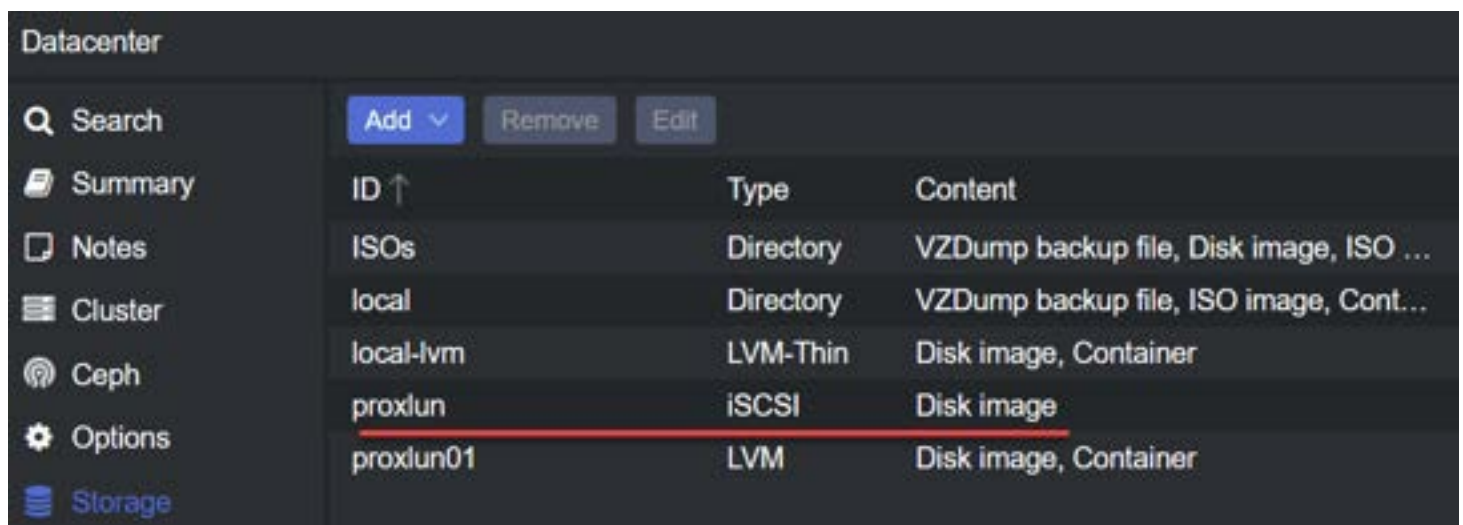 Datacenter
Search
Summary
Notes
Cluster
Ceph
Options
Storage
Add Remove Edit
ID Type Content
ISOs Directory VZDump backup file, Disk image, ISO ...
local Directory VZDump backup file, ISO image, Cont...
local-lvm LVM-Thin Disk image, Container
proxlun iSCSI Disk image
proxlun01 LVM Disk image, Container